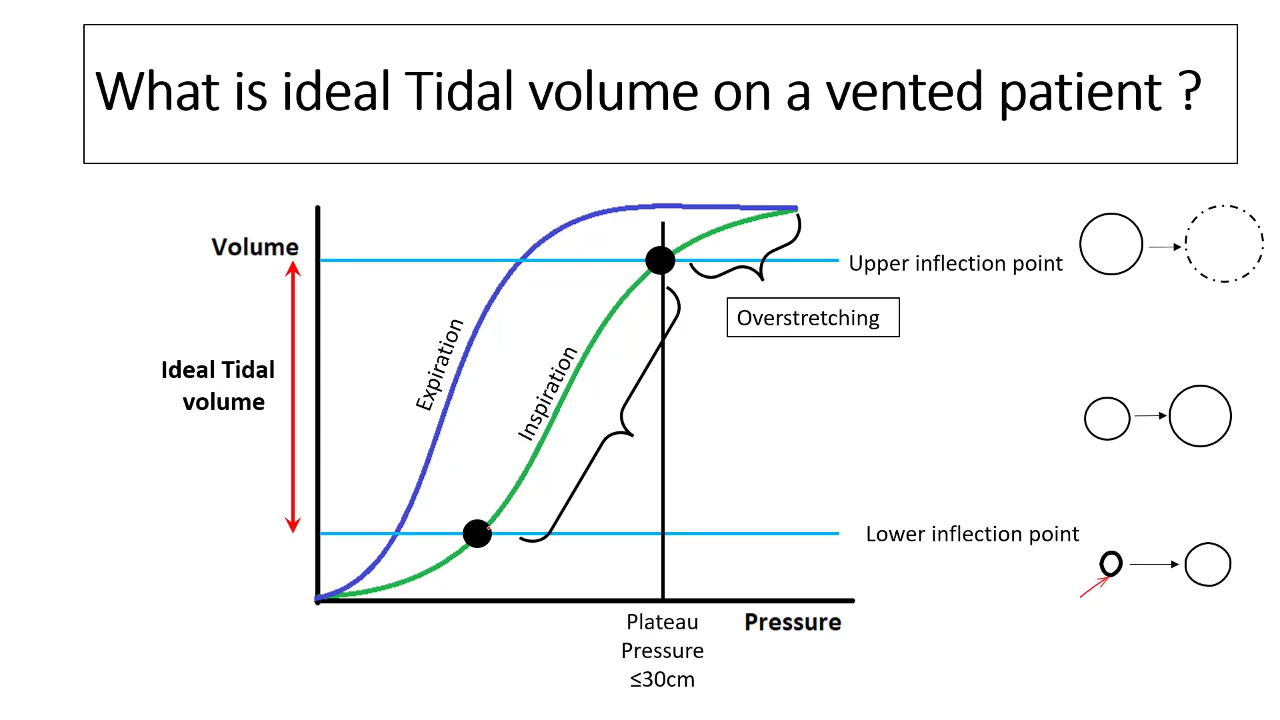 What is ideal Tidal volume on a vented patient ?
Volume
Upper inflection point
Overstretching
Expiration
Inspiration
Ideal Tidal
volume
Lower inflection point
Plateau
Pressure
≤30cm
Pressure